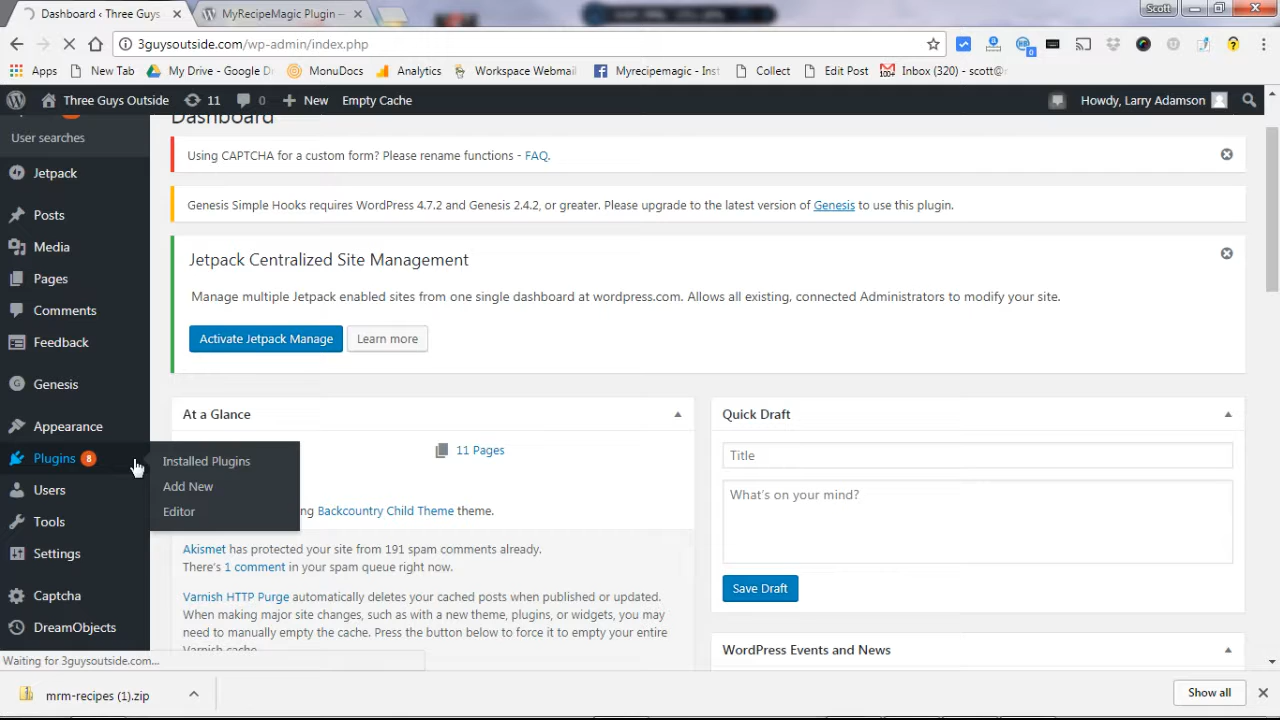 Dashboard ‹ Three Guys
MyRecipeMagic Plugin —
Scott
3guysoutside.com/wp-admin/index.php
Apps New Tab My Drive - Google Dr MonuDocs Analytics Workspace Webmail Myrecipemagic - Inst Collect Edit Post Inbox (320) - scott@
Three Guys Outside 11 0 New Empty Cache Howdy, Larry Adamson
User searches
Jetpack
Posts
Media
Pages
Comments
Feedback
Genesis
Appearance
Plugins 8
Users
Tools
Settings
Captcha
DreamObjects
Installed Plugins
Add New
Editor
Dashboard
Using CAPTCHA for a custom form? Please rename functions - FAQ.
Genesis Simple Hooks requires WordPress 4.7.2 and Genesis 2.4.2, or greater. Please upgrade to the latest version of Genesis to use this plugin.
Jetpack Centralized Site Management
Manage multiple Jetpack enabled sites from one single dashboard at wordpress.com. Allows all existing, connected Administrators to modify your site.
Activate Jetpack Manage Learn more
At a Glance
11 Pages
ng Backcountry Child Theme theme.
Akismet has protected your site from 191 spam comments already.
There's 1 comment in your spam queue right now.
Varnish HTTP Purge automatically deletes your cached posts when published or updated.
When making major site changes, such as with a new theme, plugins, or widgets, you may
need to manually empty the cache. Press the button below to force it to empty your entire
Varnish cache.
Quick Draft
Title
What's on your mind?
Save Draft
WordPress Events and News
Waiting for 3guysoutside.com...
mrm-recipes (1).zip
Show all